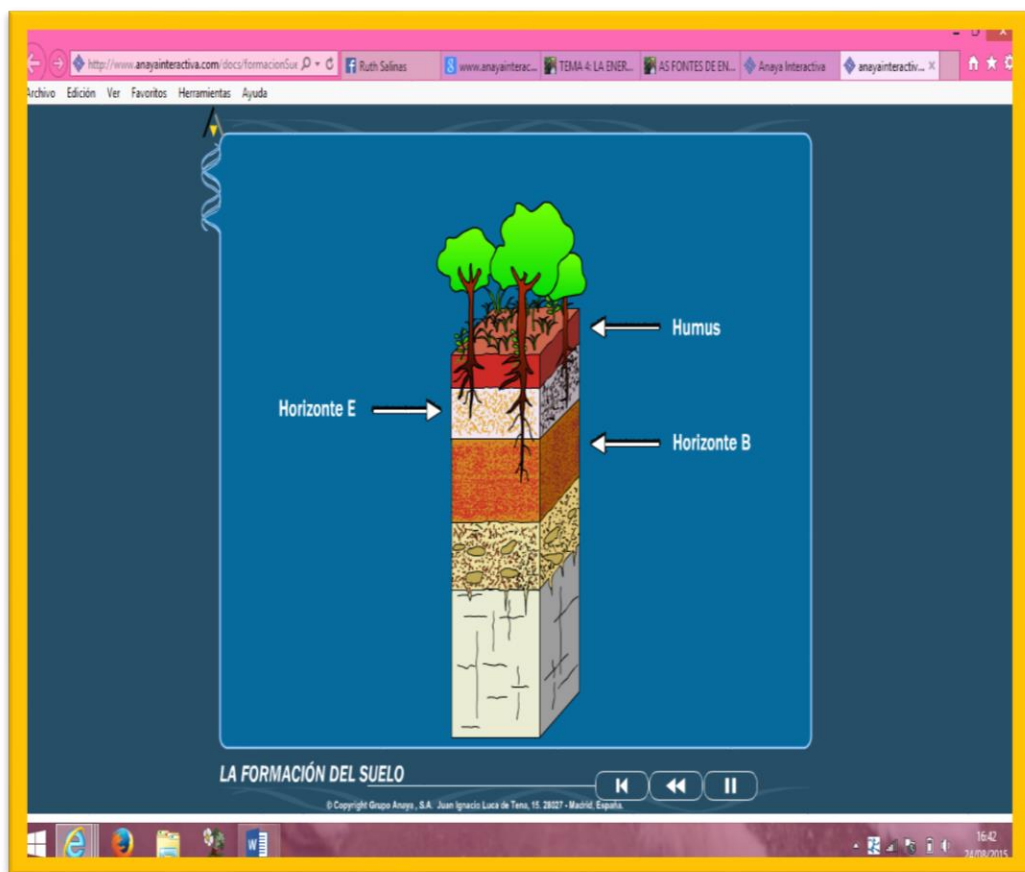 http://www.anayainteractiva.com/docs/formacionSue
Ruth Salinas
www.anayainterac...
TEMA 4: LA ENER...
AS FONTES DE EN...
Anaya Interactiva
anayainteractiv...
Archivo Edición Ver Favoritos Herramientas Ayuda
Humus
Horizonte E
Horizonte B
LA FORMACIÓN DEL SUELO
© Copyright Grupo Anaya, S.A. Juan Ignacio Luca de Tena, 15. 28027 - Madrid, España.
16:42
24/08/2015